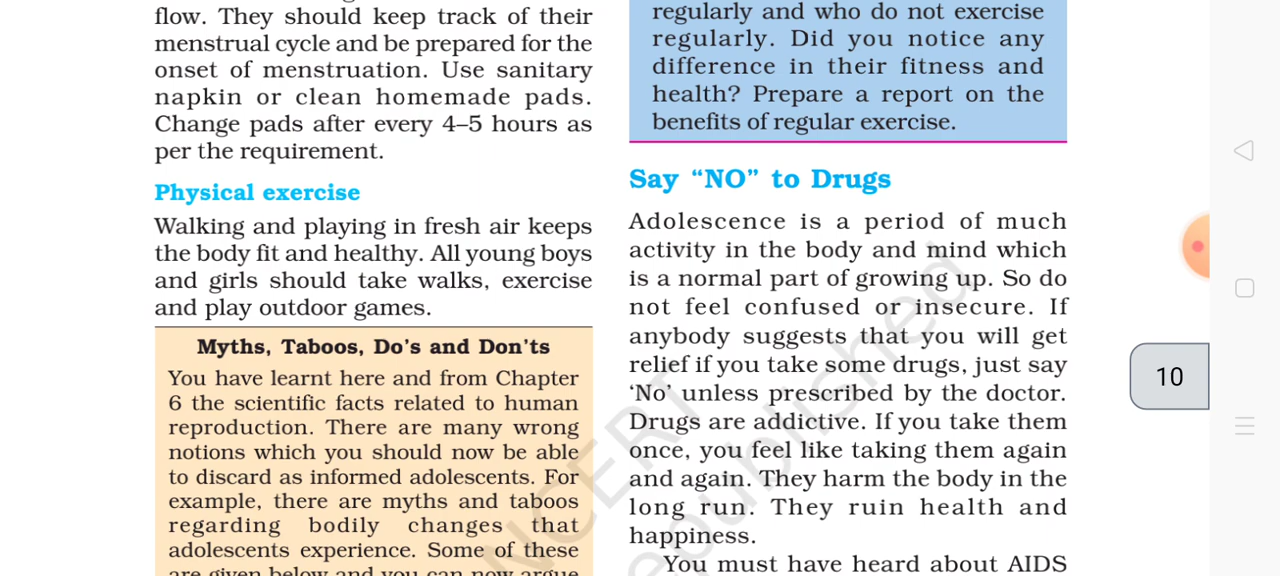 flow. They should keep track of their
menstrual cycle and be prepared for the
onset of menstruation. Use sanitary
napkin or clean homemade pads.
Change pads after every 4–5 hours as
per the requirement.
Physical exercise
Walking and playing in fresh air keeps
the body fit and healthy. All young boys
and girls should take walks, exercise
and play outdoor games.
Myths, Taboos, Do's and Don'ts
You have learnt here and from Chapter
6 the scientific facts related to human
reproduction. There are many wrong
notions which you should now be able
to discard as informed adolescents. For
example, there are myths and taboos
regarding bodily changes that
adolescents experience. Some of these
are given below and you can now argue
regularly and who do not exercise
regularly. Did you notice any
difference in their fitness and
health? Prepare a report on the
benefits of regular exercise.
Say “NO” to Drugs
Adolescence is a period of much
activity in the body and mind which
is a normal part of growing up. So do
not feel confused or insecure. If
anybody suggests that you will get
relief if you take some drugs, just say
‘No’ unless prescribed by the doctor.
Drugs are addictive. If you take them
once, you feel like taking them again
and again. They harm the body in the
long run. They ruin health and
happiness.
You must have heard about AIDS
10
NCERT
republished